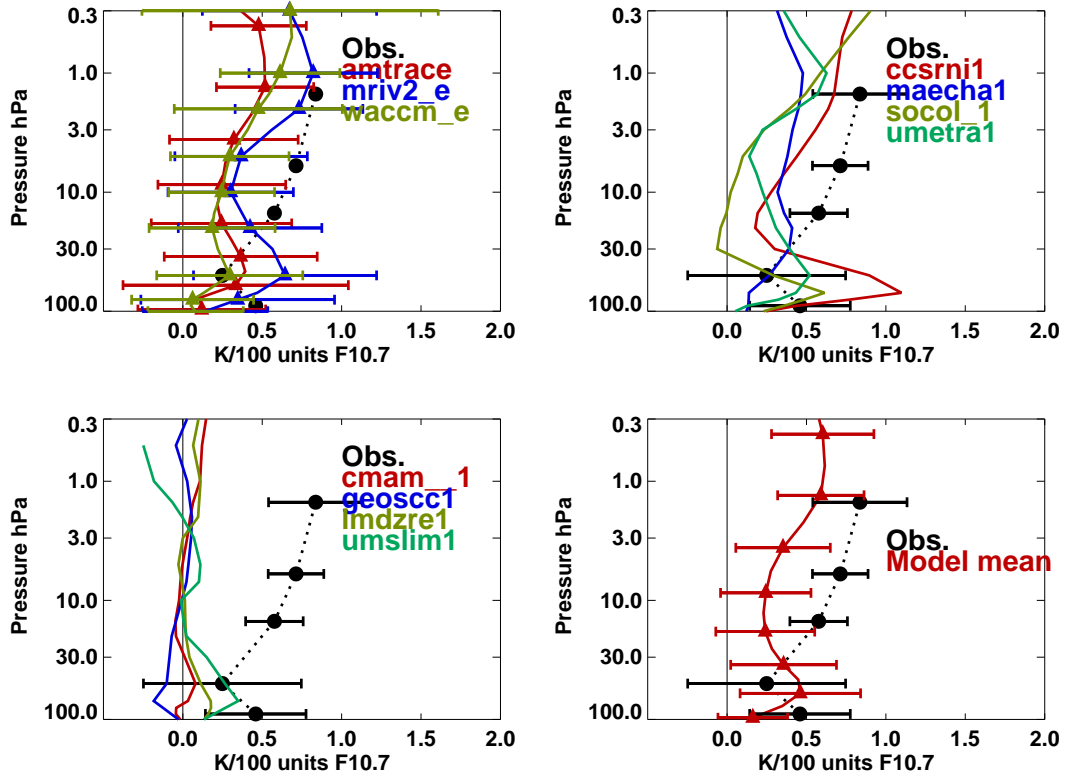 0.3
1.0
3.0
10.0
30.0
100.0
Pressure hPa
Obs.
amtrace
mriv2_e
waccm_e
0.0 0.5 1.0 1.5 2.0
K/100 units F10.7
0.3
1.0
3.0
10.0
30.0
100.0
Pressure hPa
Obs.
ccsrni1
maecha1
socol_1
umetra1
0.0 0.5 1.0 1.5 2.0
K/100 units F10.7
0.3
1.0
3.0
10.0
30.0
100.0
Pressure hPa
Obs.
cmam__1
geoscc1
lmdzre1
umslim1
0.0 0.5 1.0 1.5 2.0
K/100 units F10.7
0.3
1.0
3.0
10.0
30.0
100.0
Pressure hPa
Obs.
Model mean
0.0 0.5 1.0 1.5 2.0
K/100 units F10.7